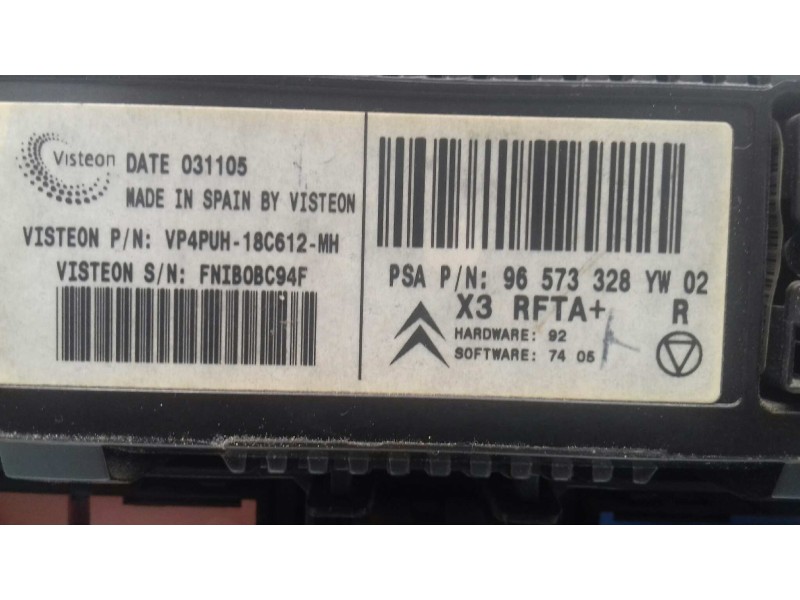 Visteon
DATE 031105
MADE IN SPAIN BY VISTEON
VISTEON P/N: VP4PUH-18C612-MH
VISTEON S/N: FNIB0BC94F
PSA P/N: 96 573 328 YW 02
X3 RFTA+ R
HARDWARE: 92
SOFTWARE: 74 05